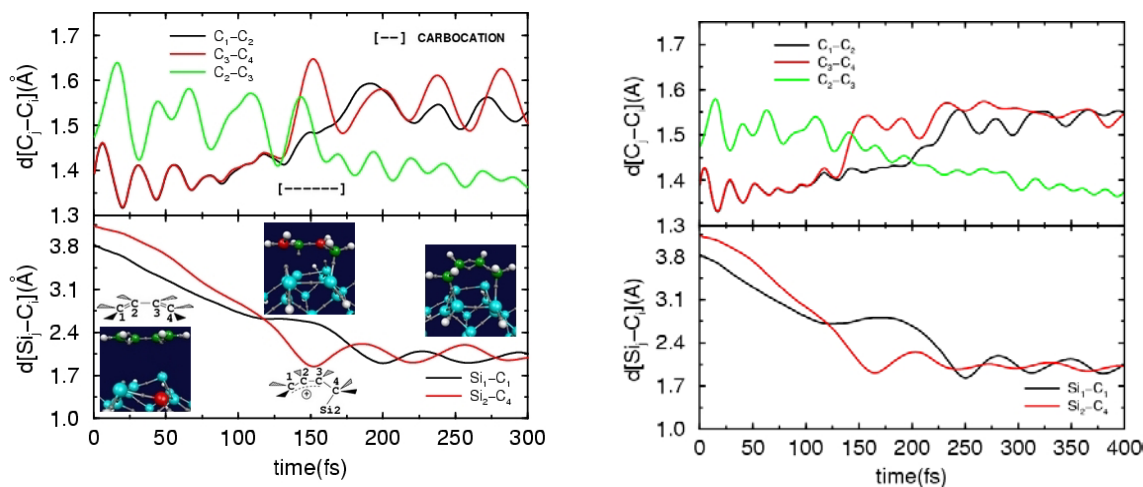 1.7
1.6
1.5
1.4
1.3
d[Cⱼ–Cᵢ](Å)
C₁–C₂
C₃–C₄
C₂–C₃
[---] CARBOCATION
[-------]
3.8
3.1
2.4
1.7
1.0
d[Siⱼ–Cᵢ](Å)
C C C C
1 2 3 4
1 2 3
C C C
4
C
⊕
Si2
Si₁–C₁
Si₂–C₄
0 50 100 150 200 250 300
time(fs)
1.7
1.6
1.5
1.4
1.3
d[Cⱼ–Cᵢ](A)
C₁–C₂
C₃–C₄
C₂–C₃
3.8
3.1
2.4
1.7
1.0
d[Siⱼ–Cᵢ](A)
Si₁–C₁
Si₂–C₄
0 50 100 150 200 250 300 350 400
time(fs)